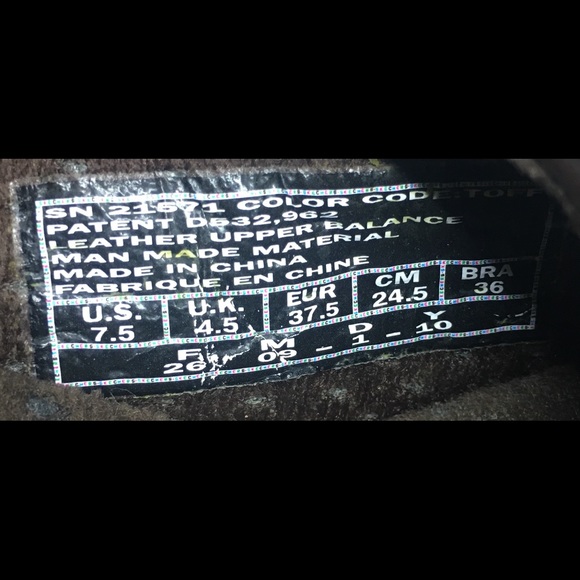 SN 21571 COLOR CODE:TOFF
PATENT D532,962
LEATHER UPPER BALANCE
MAN MADE MATERIAL
MADE IN CHINA
FABRIQUE EN CHINE
U.S. U.K. EUR CM BRA
7.5 4.5 37.5 24.5 36
F M D Y
26 09 - 1 - 10